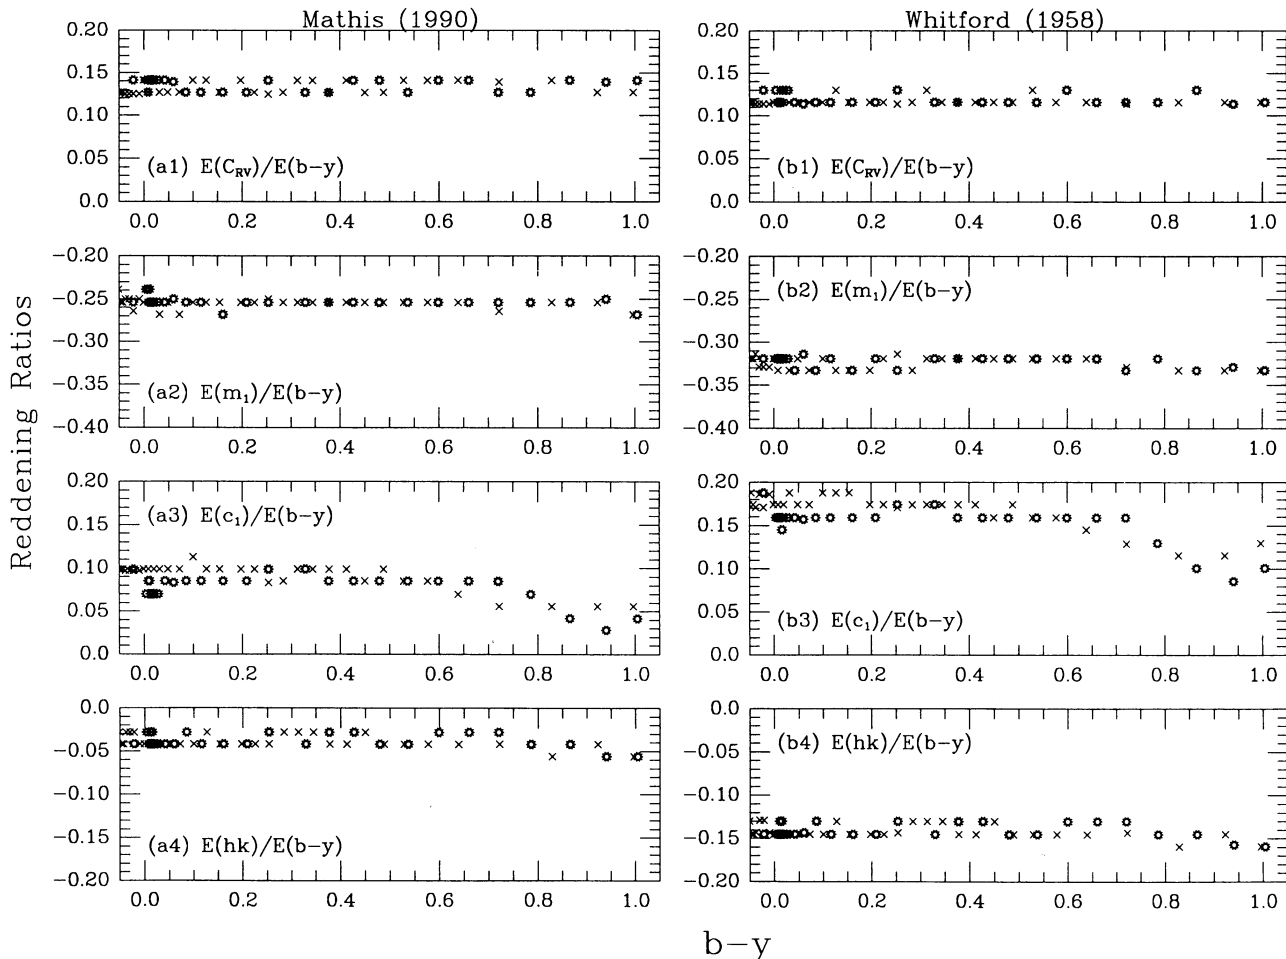 Mathis (1990)
Whitford (1958)
Reddening Ratios
0.20
0.15
0.10
0.05
0.0
(a1) E(C_RV)/E(b−y)
0.0 0.2 0.4 0.6 0.8 1.0
0.20
0.15
0.10
0.05
0.0
(b1) E(C_RV)/E(b−y)
0.0 0.2 0.4 0.6 0.8 1.0
−0.20
−0.25
−0.30
−0.35
−0.40
(a2) E(m₁)/E(b−y)
0.0 0.2 0.4 0.6 0.8 1.0
−0.20
−0.25
−0.30
−0.35
−0.40
(b2) E(m₁)/E(b−y)
0.0 0.2 0.4 0.6 0.8 1.0
0.20
0.15
0.10
0.05
0.0
(a3) E(c₁)/E(b−y)
0.0 0.2 0.4 0.6 0.8 1.0
0.20
0.15
0.10
0.05
0.0
(b3) E(c₁)/E(b−y)
0.0 0.2 0.4 0.6 0.8 1.0
0.0
−0.05
−0.10
−0.15
−0.20
(a4) E(hk)/E(b−y)
0.0 0.2 0.4 0.6 0.8 1.0
0.0
−0.05
−0.10
−0.15
−0.20
(b4) E(hk)/E(b−y)
0.0 0.2 0.4 0.6 0.8 1.0
b−y